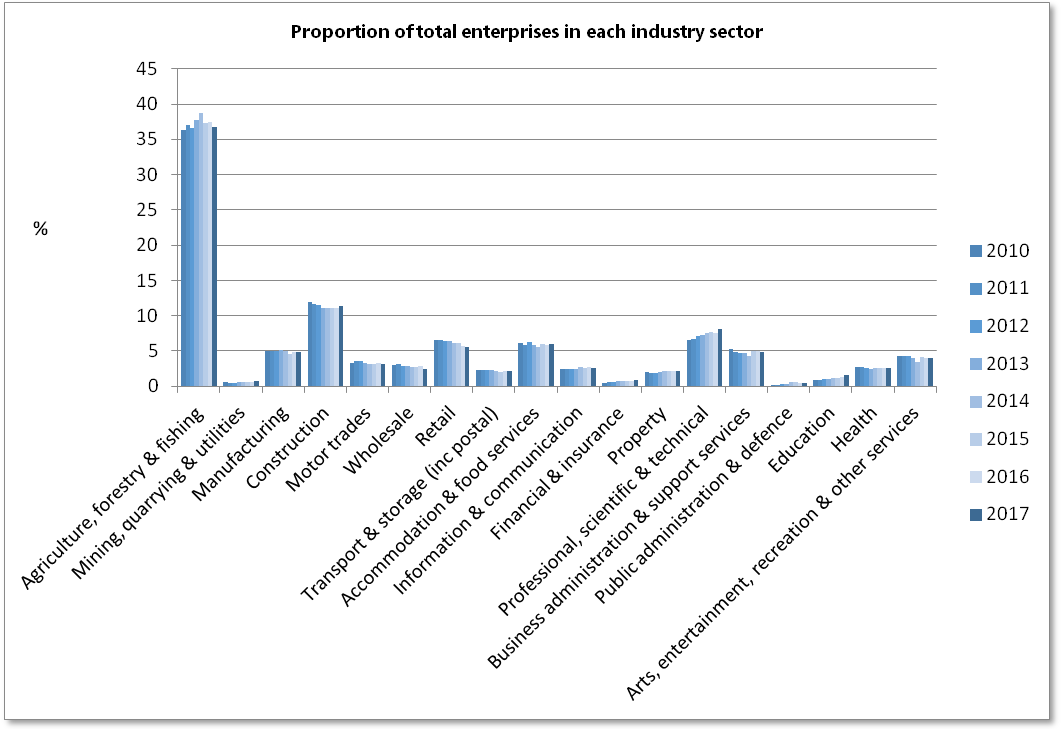 Proportion of total enterprises in each industry sector
45
40
35
30
25
20
15
10
5
0
%
Agriculture, forestry & fishing
Mining, quarrying & utilities
Manufacturing
Construction
Motor trades
Wholesale
Retail
Transport & storage (inc postal)
Accommodation & food services
Information & communication
Financial & insurance
Property
Professional, scientific & technical
Business administration & support services
Public administration & defence
Education
Health
Arts, entertainment, recreation & other services
2010
2011
2012
2013
2014
2015
2016
2017